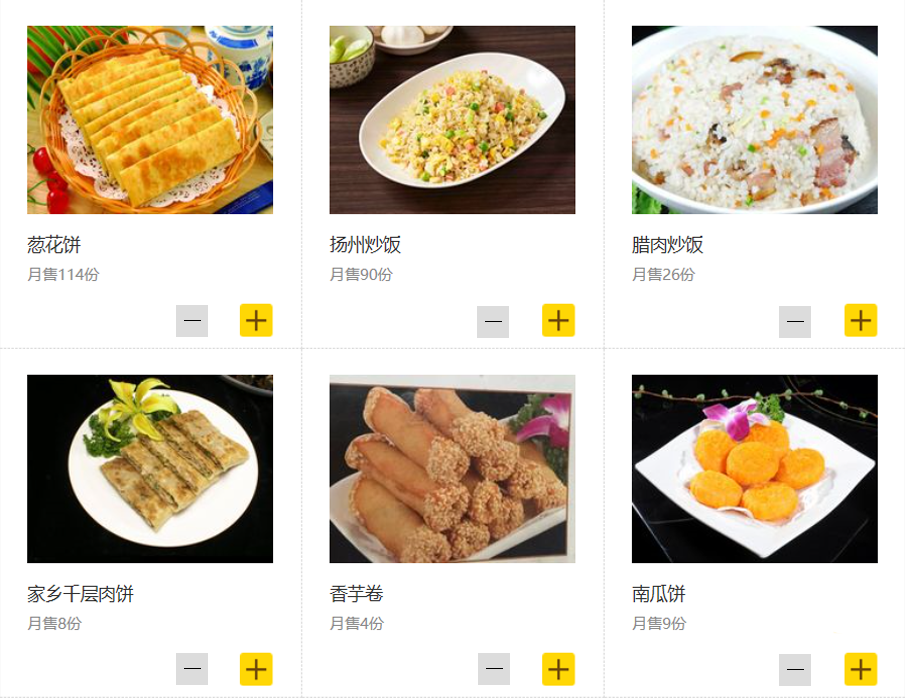 葱花饼
月售114份
扬州炒饭
月售90份
腊肉炒饭
月售26份
家乡千层肉饼
月售8份
香芋卷
月售4份
南瓜饼
月售9份